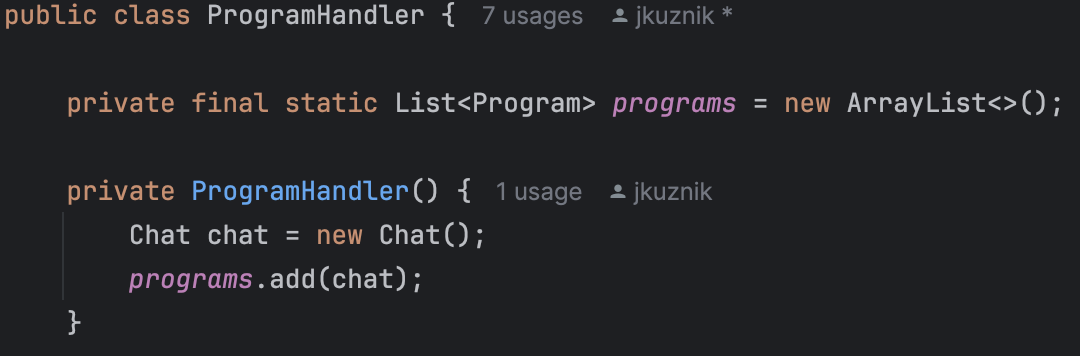 public class ProgramHandler { 7 usages jkuznik *
private final static List<Program> programs = new ArrayList<>();
private ProgramHandler() { 1 usage jkuznik
Chat chat = new Chat();
programs.add(chat);
}